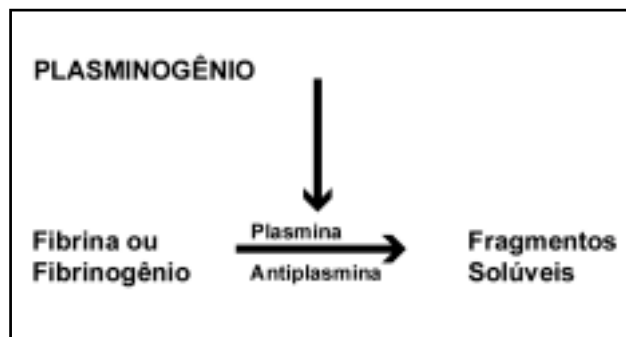 PLASMINOGÊNIO
Fibrina ou
Fibrinogênio
Plasmina
Antiplasmina
Fragmentos
Solúveis